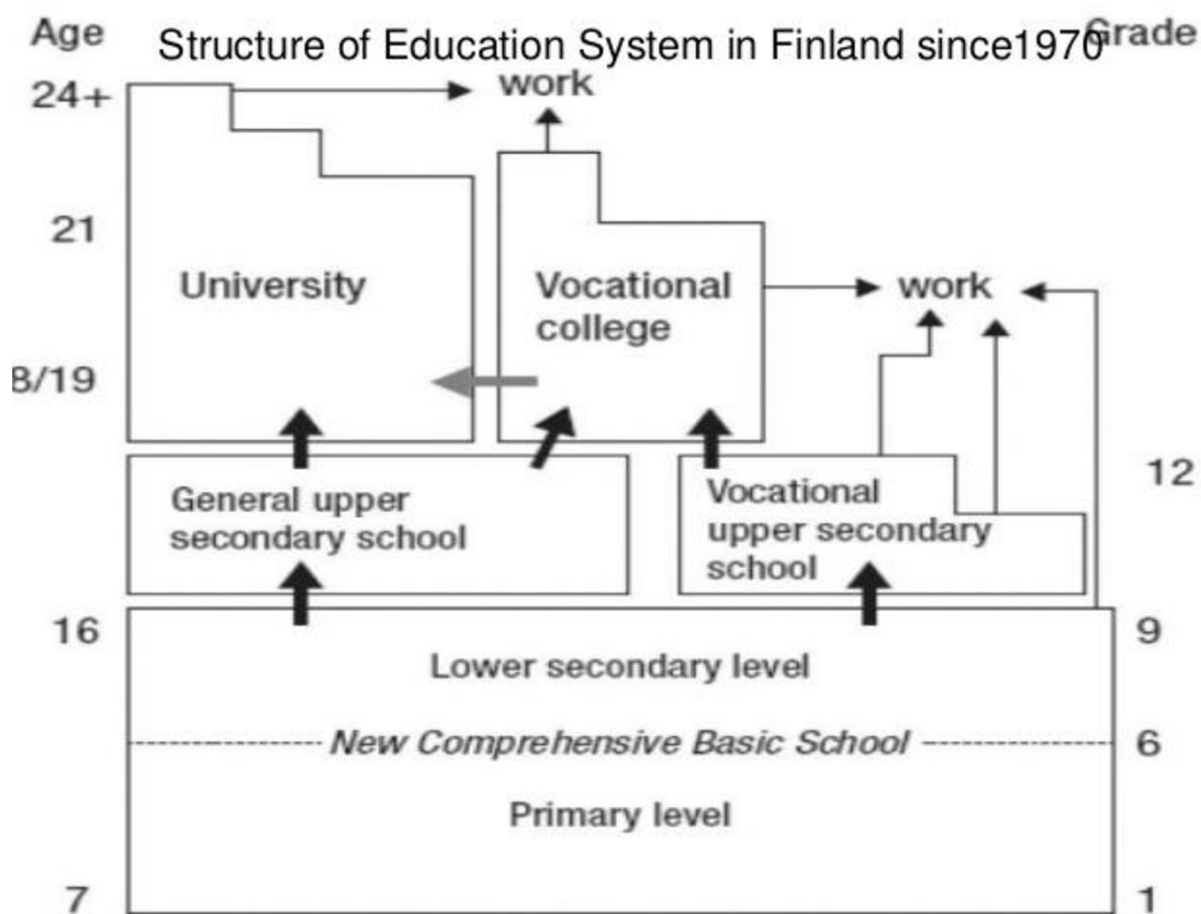 Age
Structure of Education System in Finland since1970
Grade
24+
work
21
University
Vocational
college
work
8/19
General upper
secondary school
Vocational
upper secondary
school
12
16
9
Lower secondary level
New Comprehensive Basic School
6
Primary level
7
1